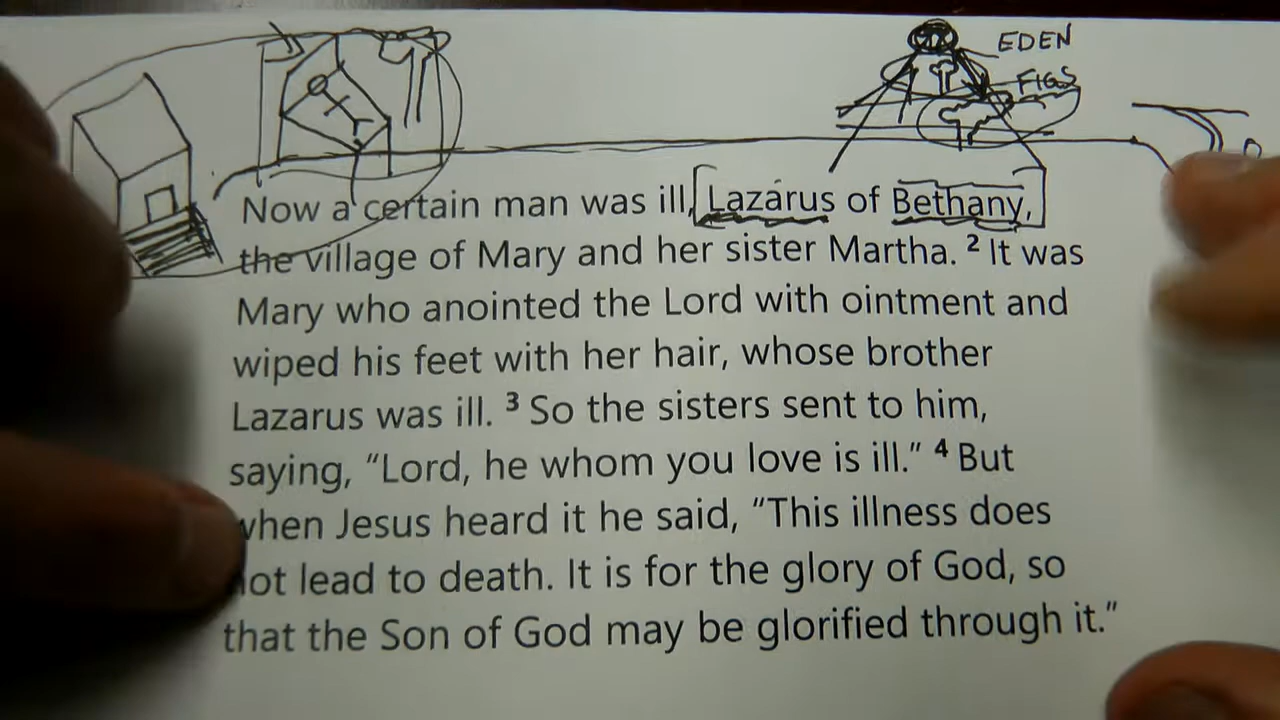 EDEN
FIGS
Now a certain man was ill, Lazarus of Bethany,
the village of Mary and her sister Martha. ² It was
Mary who anointed the Lord with ointment and
wiped his feet with her hair, whose brother
Lazarus was ill. ³ So the sisters sent to him,
saying, “Lord, he whom you love is ill.” ⁴ But
when Jesus heard it he said, “This illness does
not lead to death. It is for the glory of God, so
that the Son of God may be glorified through it.”